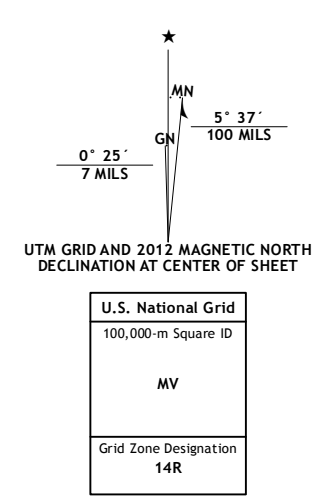 ★
MN
5° 37´
100 MILS
GN
0° 25´
7 MILS
UTM GRID AND 2012 MAGNETIC NORTH
DECLINATION AT CENTER OF SHEET
U.S. National Grid
100,000-m Square ID
MV
Grid Zone Designation
14R